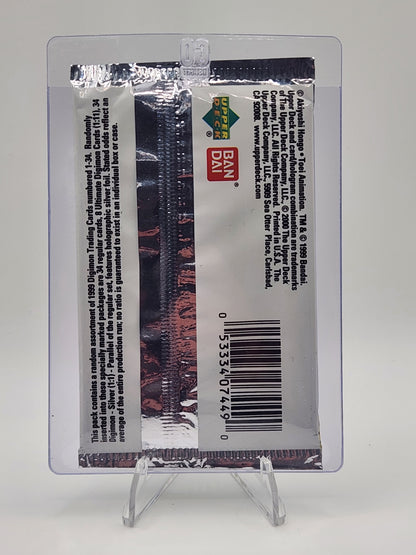 This pack contains a random assortment of 1999 Digimon Trading Cards numbered 1-34. Randomly
inserted into these specially marked packages are 34 regular cards, 8 Ultimate Digimon Cards (1:11), 34
Digimon - Silver (1:1) - Parallel of the regular set, features holographic silver foil. Stated odds reflect an
average of the entire production run; no ratio is guaranteed to exist in an individual box or case.
UPPER
DECK
BAN
DAI
© Akiyoshi Hongo • Toei Animation. TM & © 1999 Bandai.
Upper Deck and card/hologram combination are trademarks
of The Upper Deck Company, LLC. © 2000 The Upper Deck
Company, LLC. All Rights Reserved. Printed in U.S.A. The
Upper Deck Company, LLC, 5909 Sea Otter Place, Carlsbad,
CA 92008. www.upperdeck.com
0 53334 07449 0